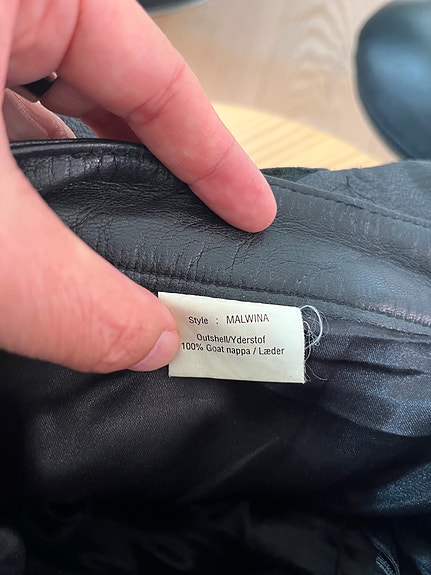 Style : MALWINA
Outshell/Yderstof
100% Goat nappa / Læder